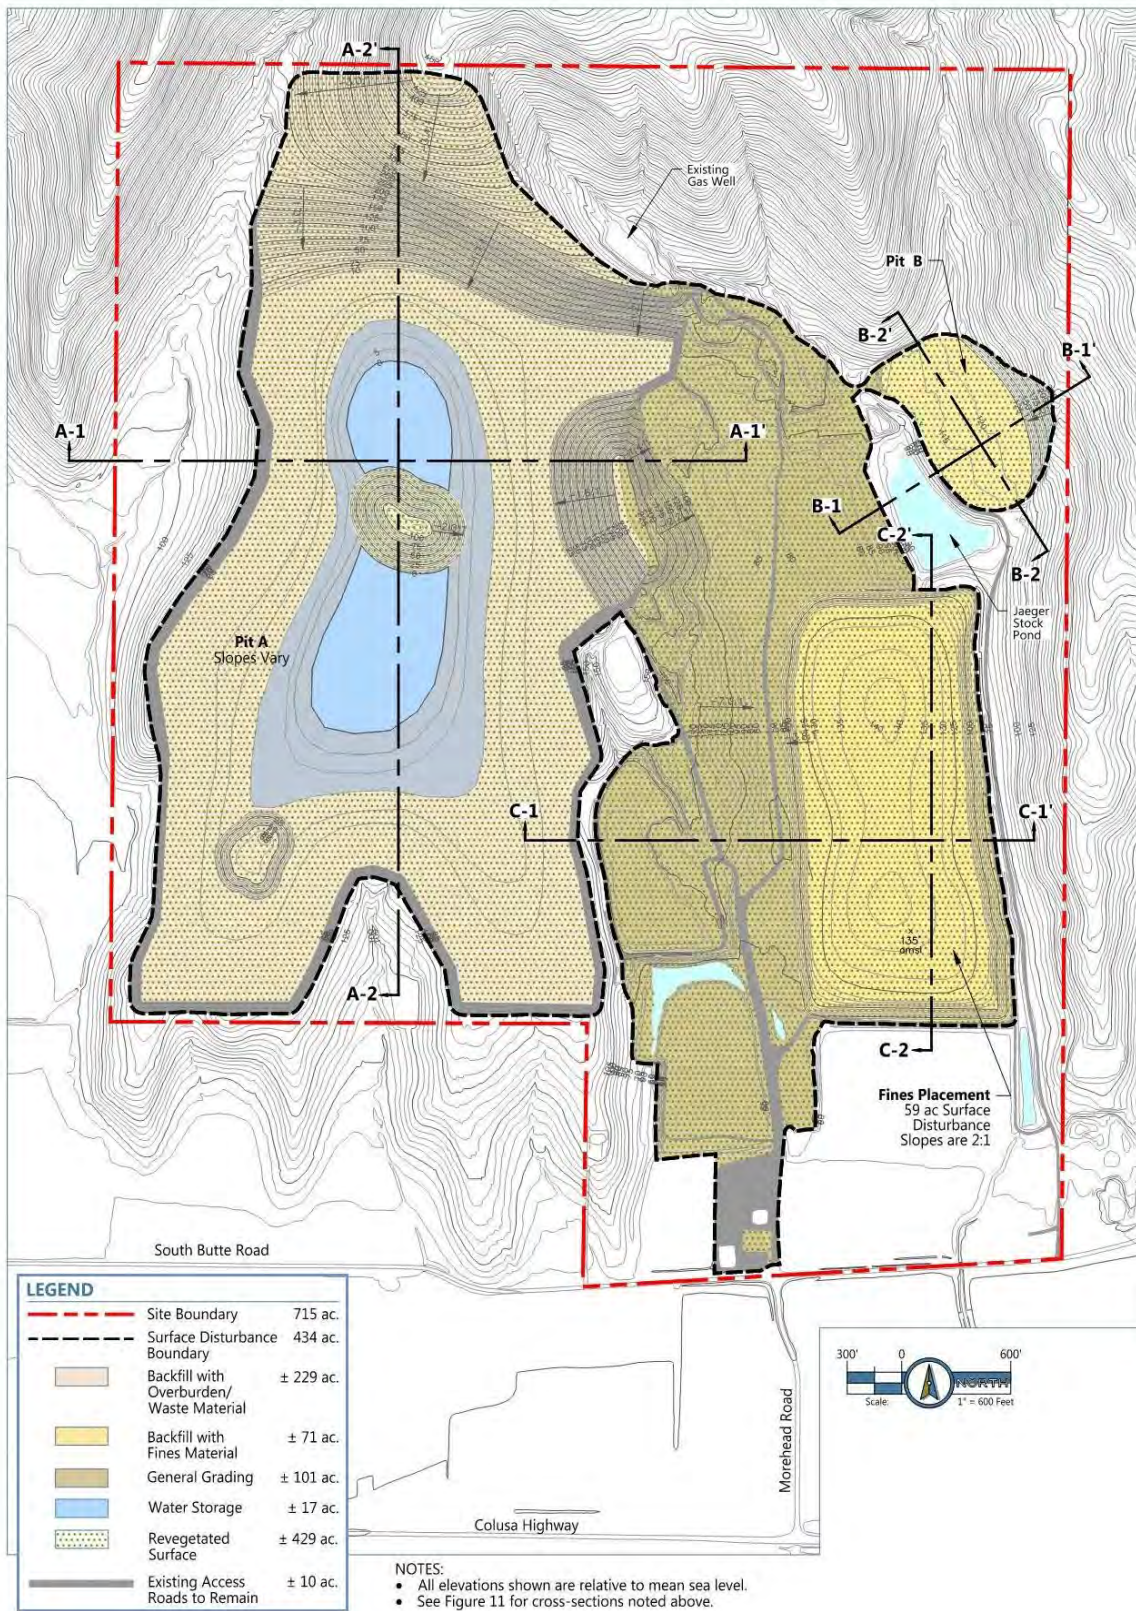 A-2'
Existing
Gas Well
Pit B
B-2'
B-1'
A-1
A-1'
B-1
C-2'
B-2
Jaeger
Stock
Pond
Pit A
Slopes Vary
C-1
C-1'
135'
amsl
A-2
C-2
Fines Placement
59 ac Surface
Disturbance
Slopes are 2:1
South Butte Road
LEGEND
Site Boundary 715 ac.
Surface Disturbance 434 ac.
Boundary
Backfill with ± 229 ac.
Overburden/
Waste Material
Backfill with ± 71 ac.
Fines Material
General Grading ± 101 ac.
Water Storage ± 17 ac.
Revegetated ± 429 ac.
Surface
Existing Access ± 10 ac.
Roads to Remain
Morehead Road
300' 0 600'
NORTH
Scale: 1" = 600 Feet
Colusa Highway
NOTES:
• All elevations shown are relative to mean sea level.
• See Figure 11 for cross-sections noted above.